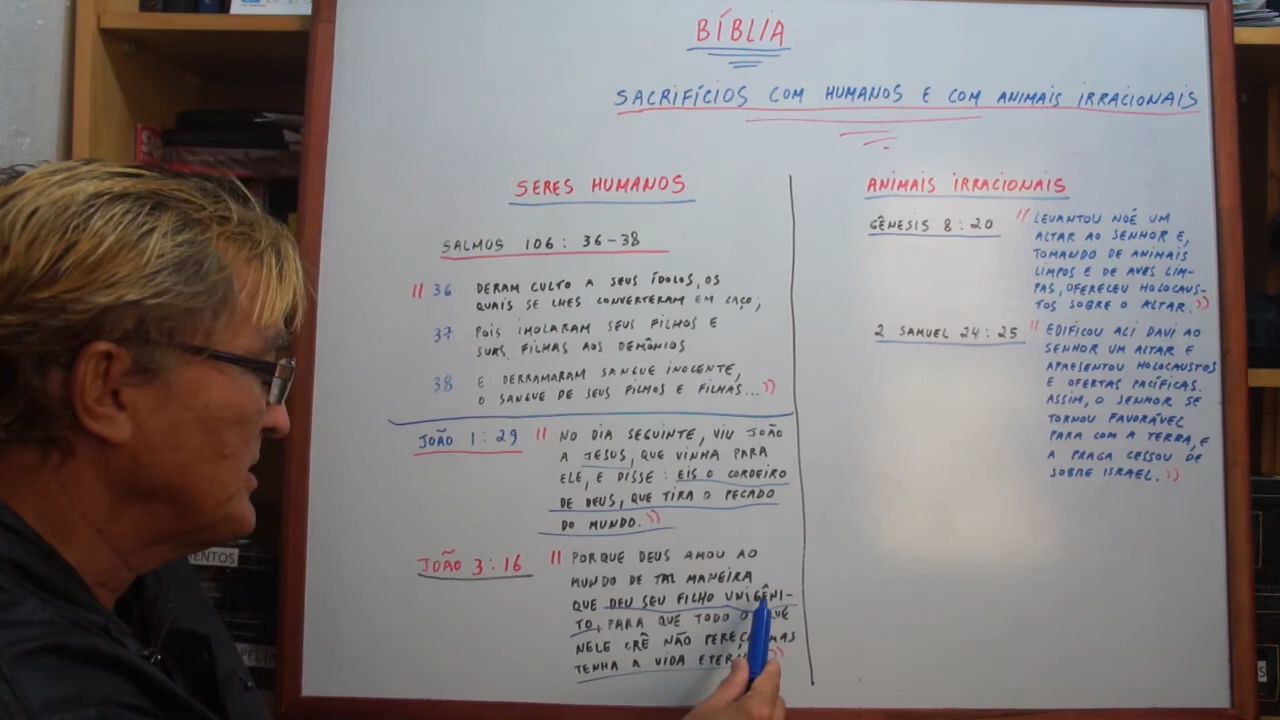 BÍBLIA
SACRIFÍCIOS COM HUMANOS E COM ANIMAIS IRRACIONAIS
SERES HUMANOS
SALMOS 106: 36-38
" 36 DERAM CULTO A SEUS ÍDOLOS, OS
QUAIS SE LHES CONVERTERAM EM LAÇO;
37 POIS IMOLARAM SEUS FILHOS E
SUAS FILHAS AOS DEMÔNIOS
38 E DERRAMARAM SANGUE INOCENTE,
O SANGUE DE SEUS FILHOS E FILHAS..."
JOÃO 1:29 " NO DIA SEGUINTE, VIU JOÃO
A JESUS, QUE VINHA PARA
ELE, E DISSE: EIS O CORDEIRO
DE DEUS, QUE TIRA O PECADO
DO MUNDO."
JOÃO 3:16 " PORQUE DEUS AMOU AO
MUNDO DE TAL MANEIRA
QUE DEU SEU FILHO UNIGÊNI-
TO, PARA QUE TODO O
NELE CRÊ NÃO MAS
TENHA A VIDA "
ANIMAIS IRRACIONAIS
GÊNESIS 8:20 " LEVANTOU NOÉ UM
ALTAR AO SENHOR E,
TOMANDO DE ANIMAIS
LIMPOS E DE AVES LIM-
PAS, OFERECEU HOLOCAUS-
TOS SOBRE O ALTAR."
2 SAMUEL 24:25 " EDIFICOU ALI DAVI AO
SENHOR UM ALTAR E
APRESENTOU HOLOCAUSTOS
E OFERTAS PACÍFICAS.
ASSIM, O SENHOR SE
TORNOU FAVORÁVEL
PARA COM A TERRA, E
A PRAGA CESSOU DE
SOBRE ISRAEL."